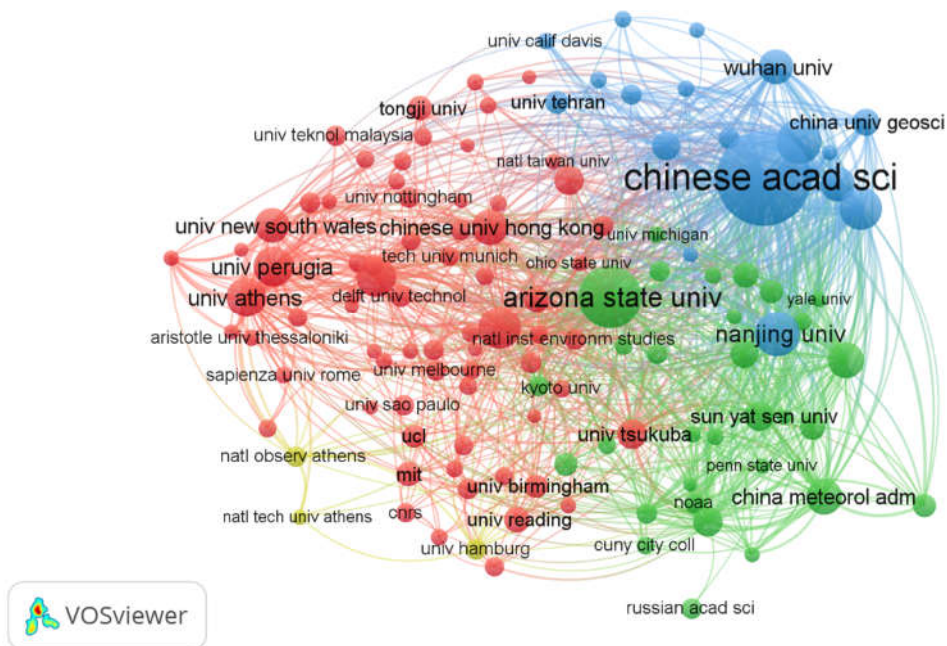 univ calif davis
wuhan univ
tongji univ
univ tehran
china univ geosci
univ teknol malaysia
natl taiwan univ
chinese acad sci
univ nottingham
univ new south wales
chinese univ hong kong
univ michigan
tech univ munich
univ perugia
ohio state univ
univ athens
delft univ technol
arizona state univ
yale univ
aristotle univ thessaloniki
natl inst environm studies
nanjing univ
sapienza univ rome
univ melbourne
kyoto univ
univ sao paulo
sun yat sen univ
ucl
univ tsukuba
natl observ athens
mit
univ birmingham
penn state univ
noaa
china meteorol adm
natl tech univ athens
cnrs
univ reading
univ hamburg
cuny city coll
russian acad sci
VOSviewer